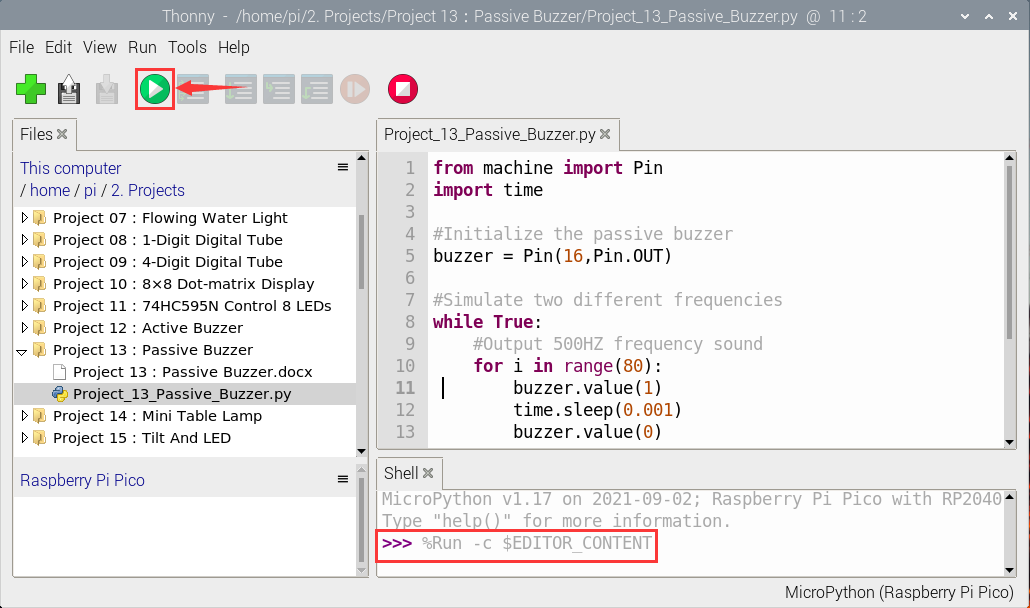 Thonny - /home/pi/2. Projects/Project 13 : Passive Buzzer/Project_13_Passive_Buzzer.py @ 11 : 2
File Edit View Run Tools Help
Files
This computer
/ home / pi / 2. Projects
Project 07 : Flowing Water Light
Project 08 : 1-Digit Digital Tube
Project 09 : 4-Digit Digital Tube
Project 10 : 8×8 Dot-matrix Display
Project 11 : 74HC595N Control 8 LEDs
Project 12 : Active Buzzer
Project 13 : Passive Buzzer
Project 13 : Passive Buzzer.docx
Project_13_Passive_Buzzer.py
Project 14 : Mini Table Lamp
Project 15 : Tilt And LED
Raspberry Pi Pico
Project_13_Passive_Buzzer.py
1 from machine import Pin
2 import time
3
4 #Initialize the passive buzzer
5 buzzer = Pin(16,Pin.OUT)
6
7 #Simulate two different frequencies
8 while True:
9     #Output 500HZ frequency sound
10     for i in range(80):
11         buzzer.value(1)
12         time.sleep(0.001)
13         buzzer.value(0)
Shell
MicroPython v1.17 on 2021-09-02; Raspberry Pi Pico with RP2040
Type "help()" for more information.
>>> %Run -c $EDITOR_CONTENT
MicroPython (Raspberry Pi Pico)